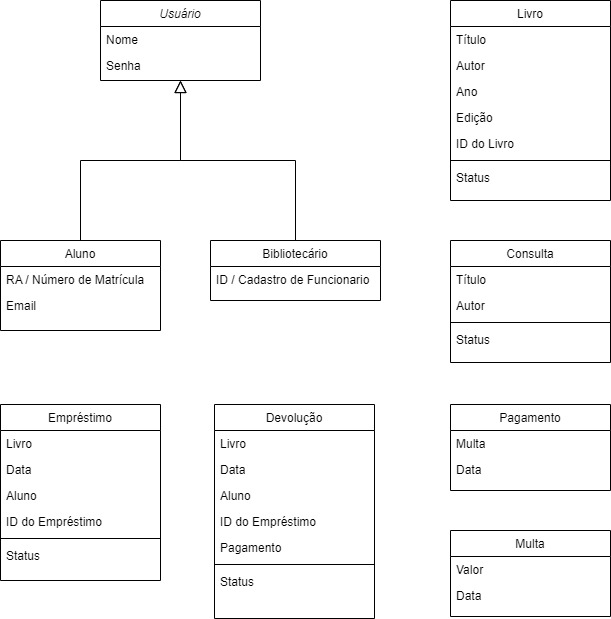 Usuário
Nome
Senha
Livro
Título
Autor
Ano
Edição
ID do Livro
Status
Aluno
RA / Número de Matrícula
Email
Bibliotecário
ID / Cadastro de Funcionario
Consulta
Título
Autor
Status
Empréstimo
Livro
Data
Aluno
ID do Empréstimo
Status
Devolução
Livro
Data
Aluno
ID do Empréstimo
Pagamento
Status
Pagamento
Multa
Data
Multa
Valor
Data